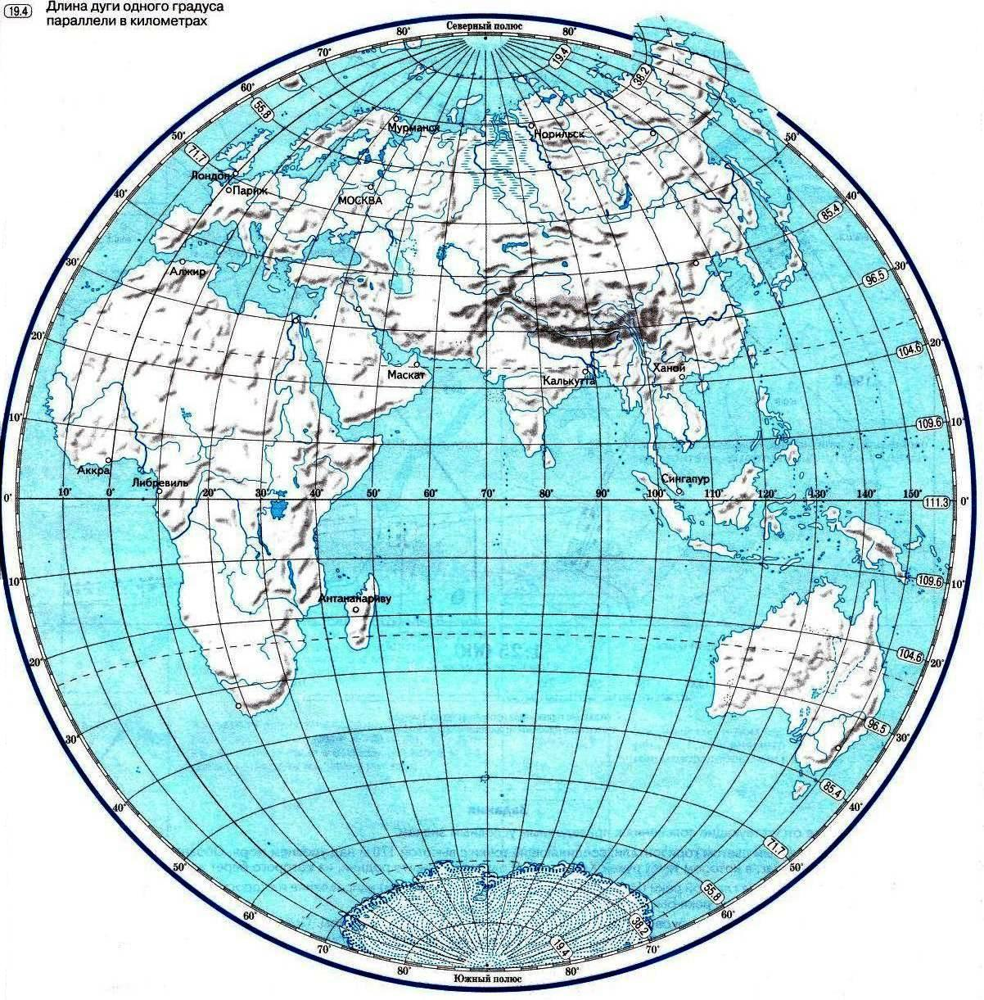 19.4
Длина дуги одного градуса
параллели в километрах
Северный полюс
80° 80°
70°
19.4
38.2
60°
55.8
50°
50°
71.7
Мурманск
Норильск
Лондон
Париж
МОСКВА
40°
40°
85.4
30°
30°
96.5
Алжир
20°
20°
104.6
Маскат
Калькутта
Ханой
10°
10°
109.6
Аккра
Либревиль
Сингапур
0° 10° 0° 20° 30° 40° 50° 60° 70° 80° 90° 100° 110° 120° 130° 140° 150° 111.3 0°
10°
109.6
10°
Антананариву
20°
104.6
20°
30°
96.5
30°
40°
85.4
40°
50°
71.7
60°
55.8
60°
70°
38.2
70°
19.4
80° 80°
Южный полюс